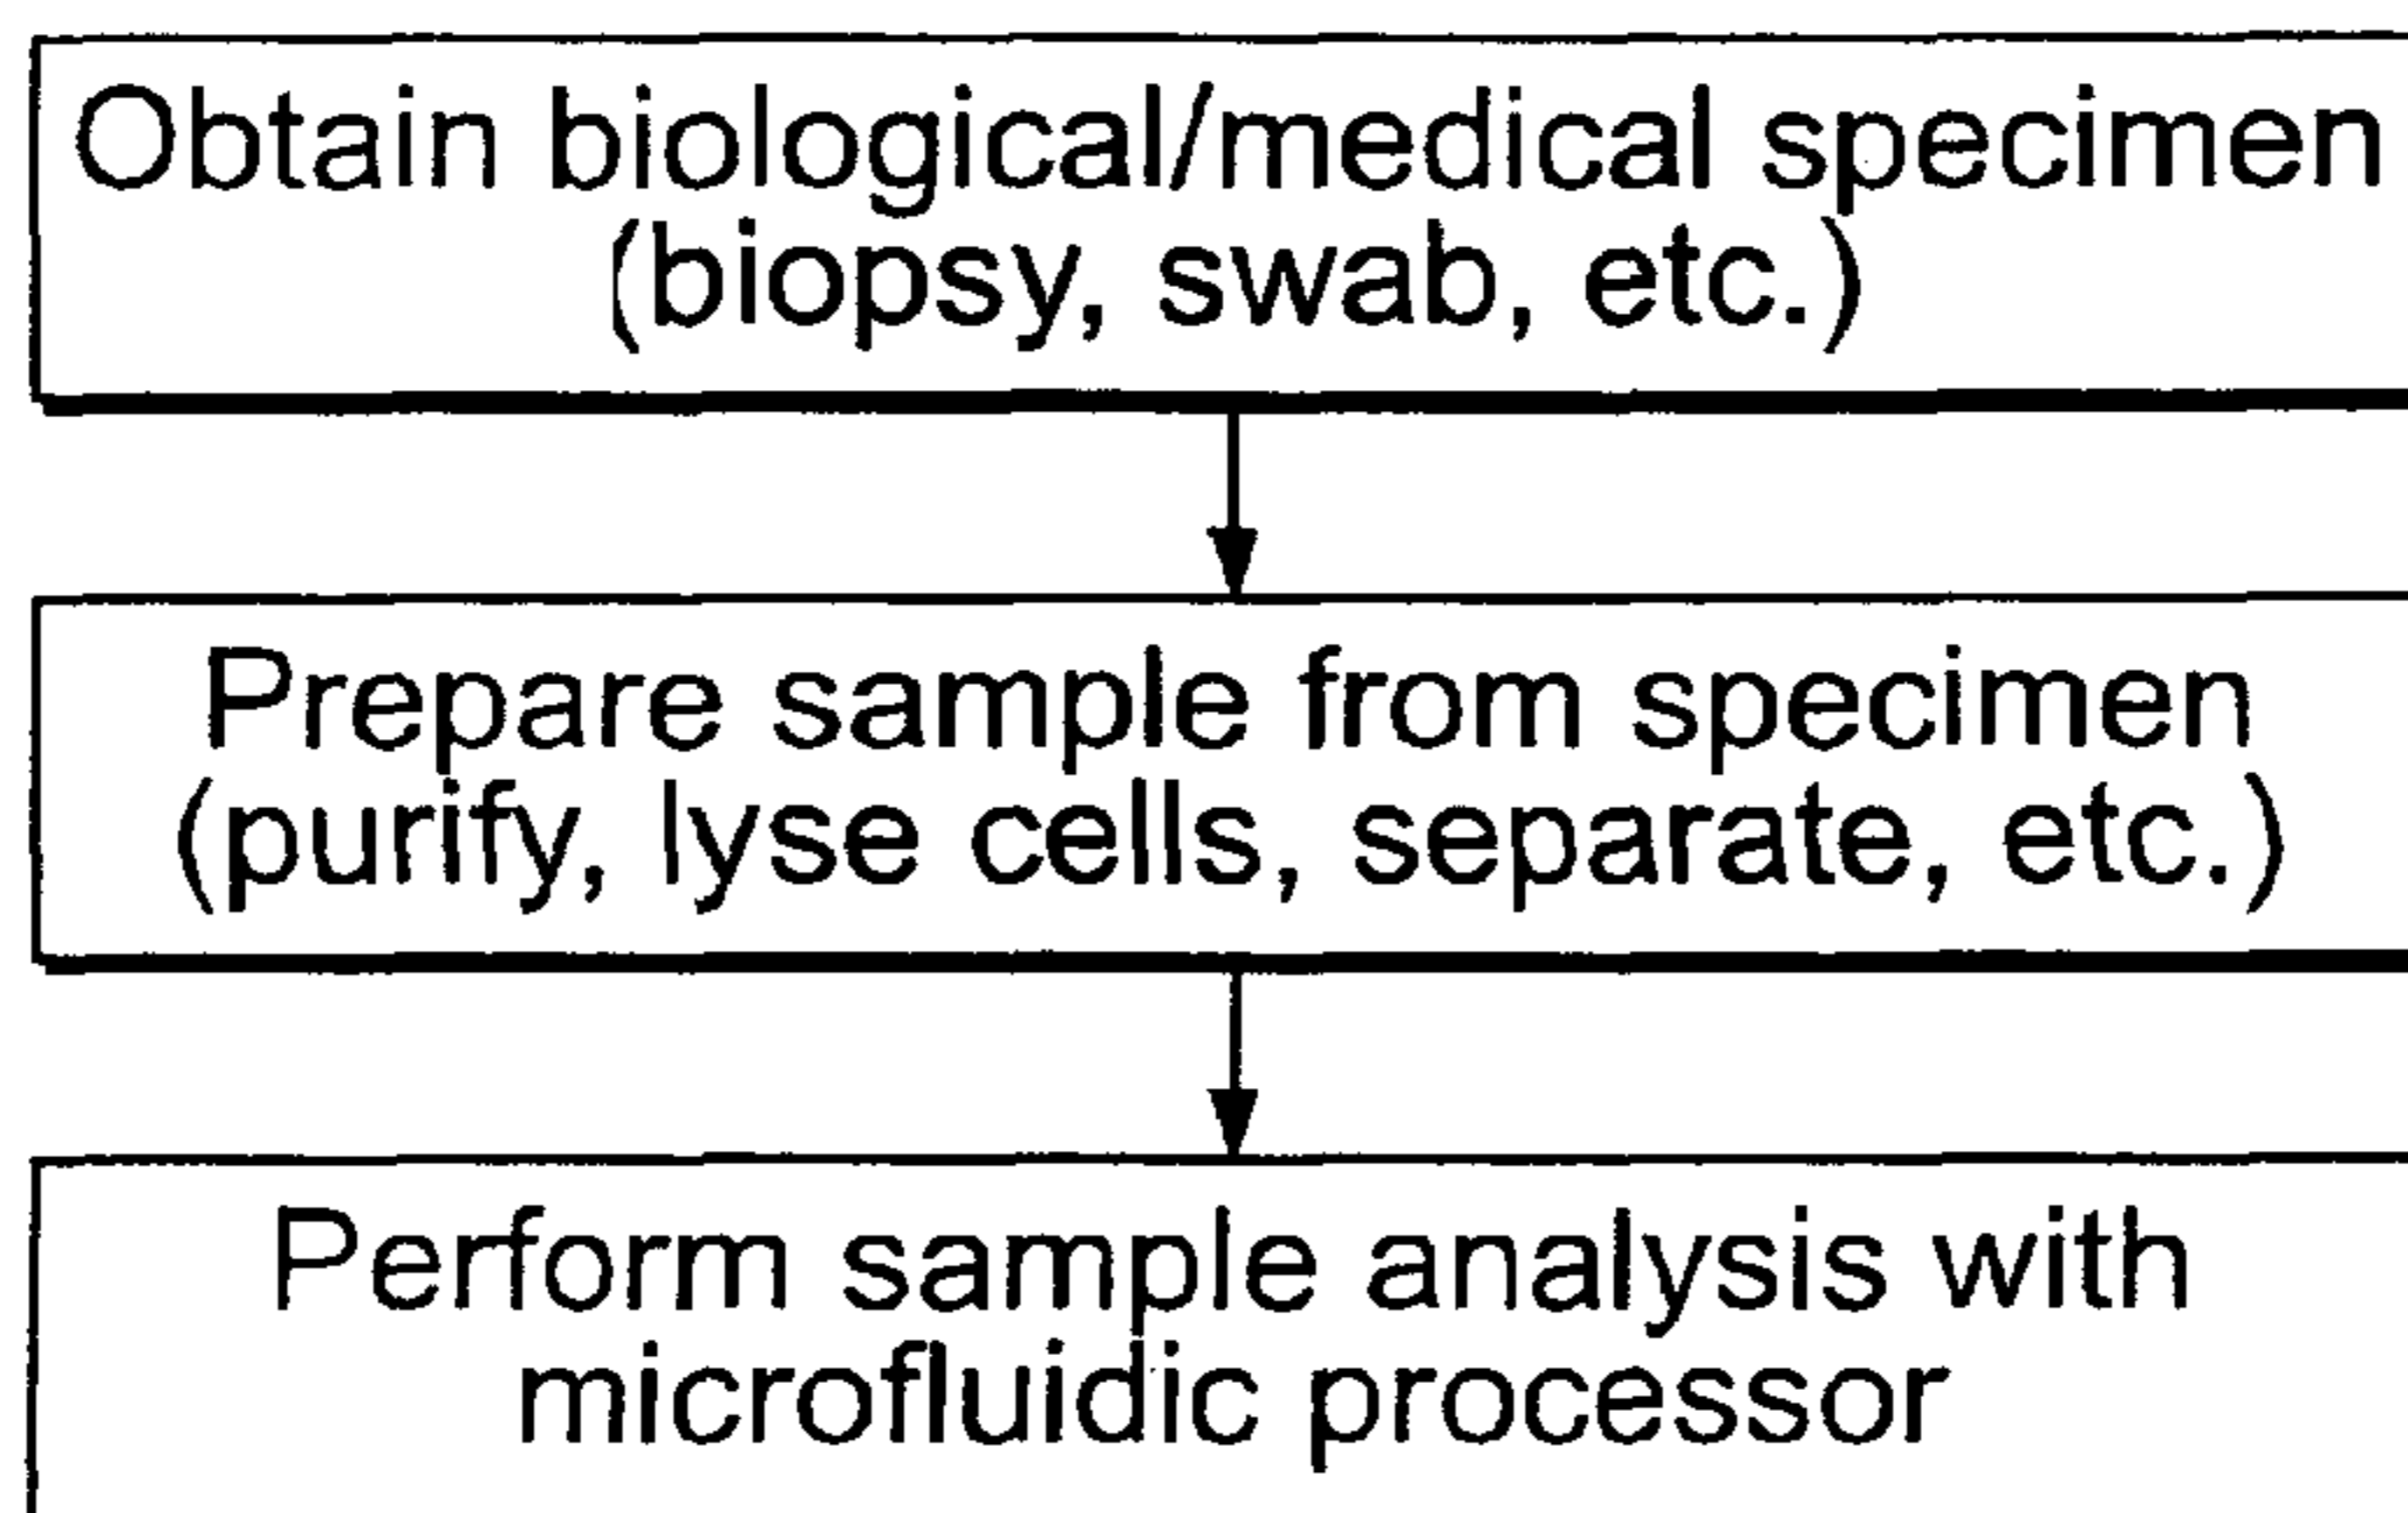 Obtain biological/medical specimen
(biopsy, swab, etc.)
Prepare sample from specimen
(purify, lyse cells, separate, etc.)
Perform sample analysis with
microfluidic processor